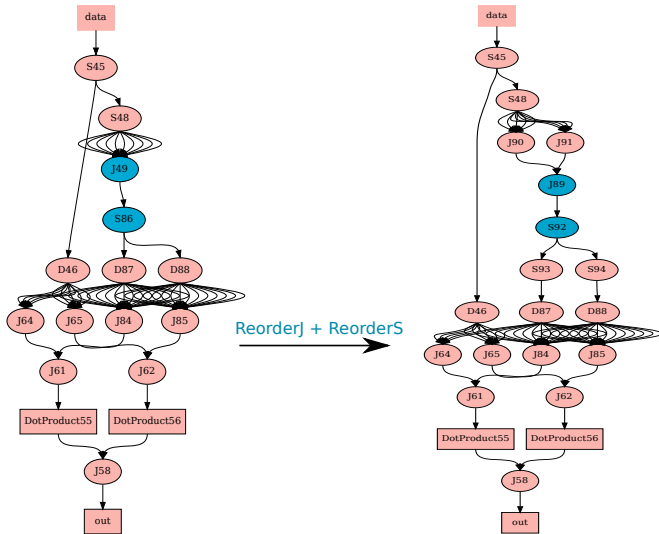 data
S45
S48
J49
S86
D46 D87 D88
J64 J65 J84 J85
J61 J62
DotProduct55 DotProduct56
J58
out
ReorderJ + ReorderS
data
S45
S48
J90 J91
J89
S92
S93 S94
D46 D87 D88
J64 J65 J84 J85
J61 J62
DotProduct55 DotProduct56
J58
out